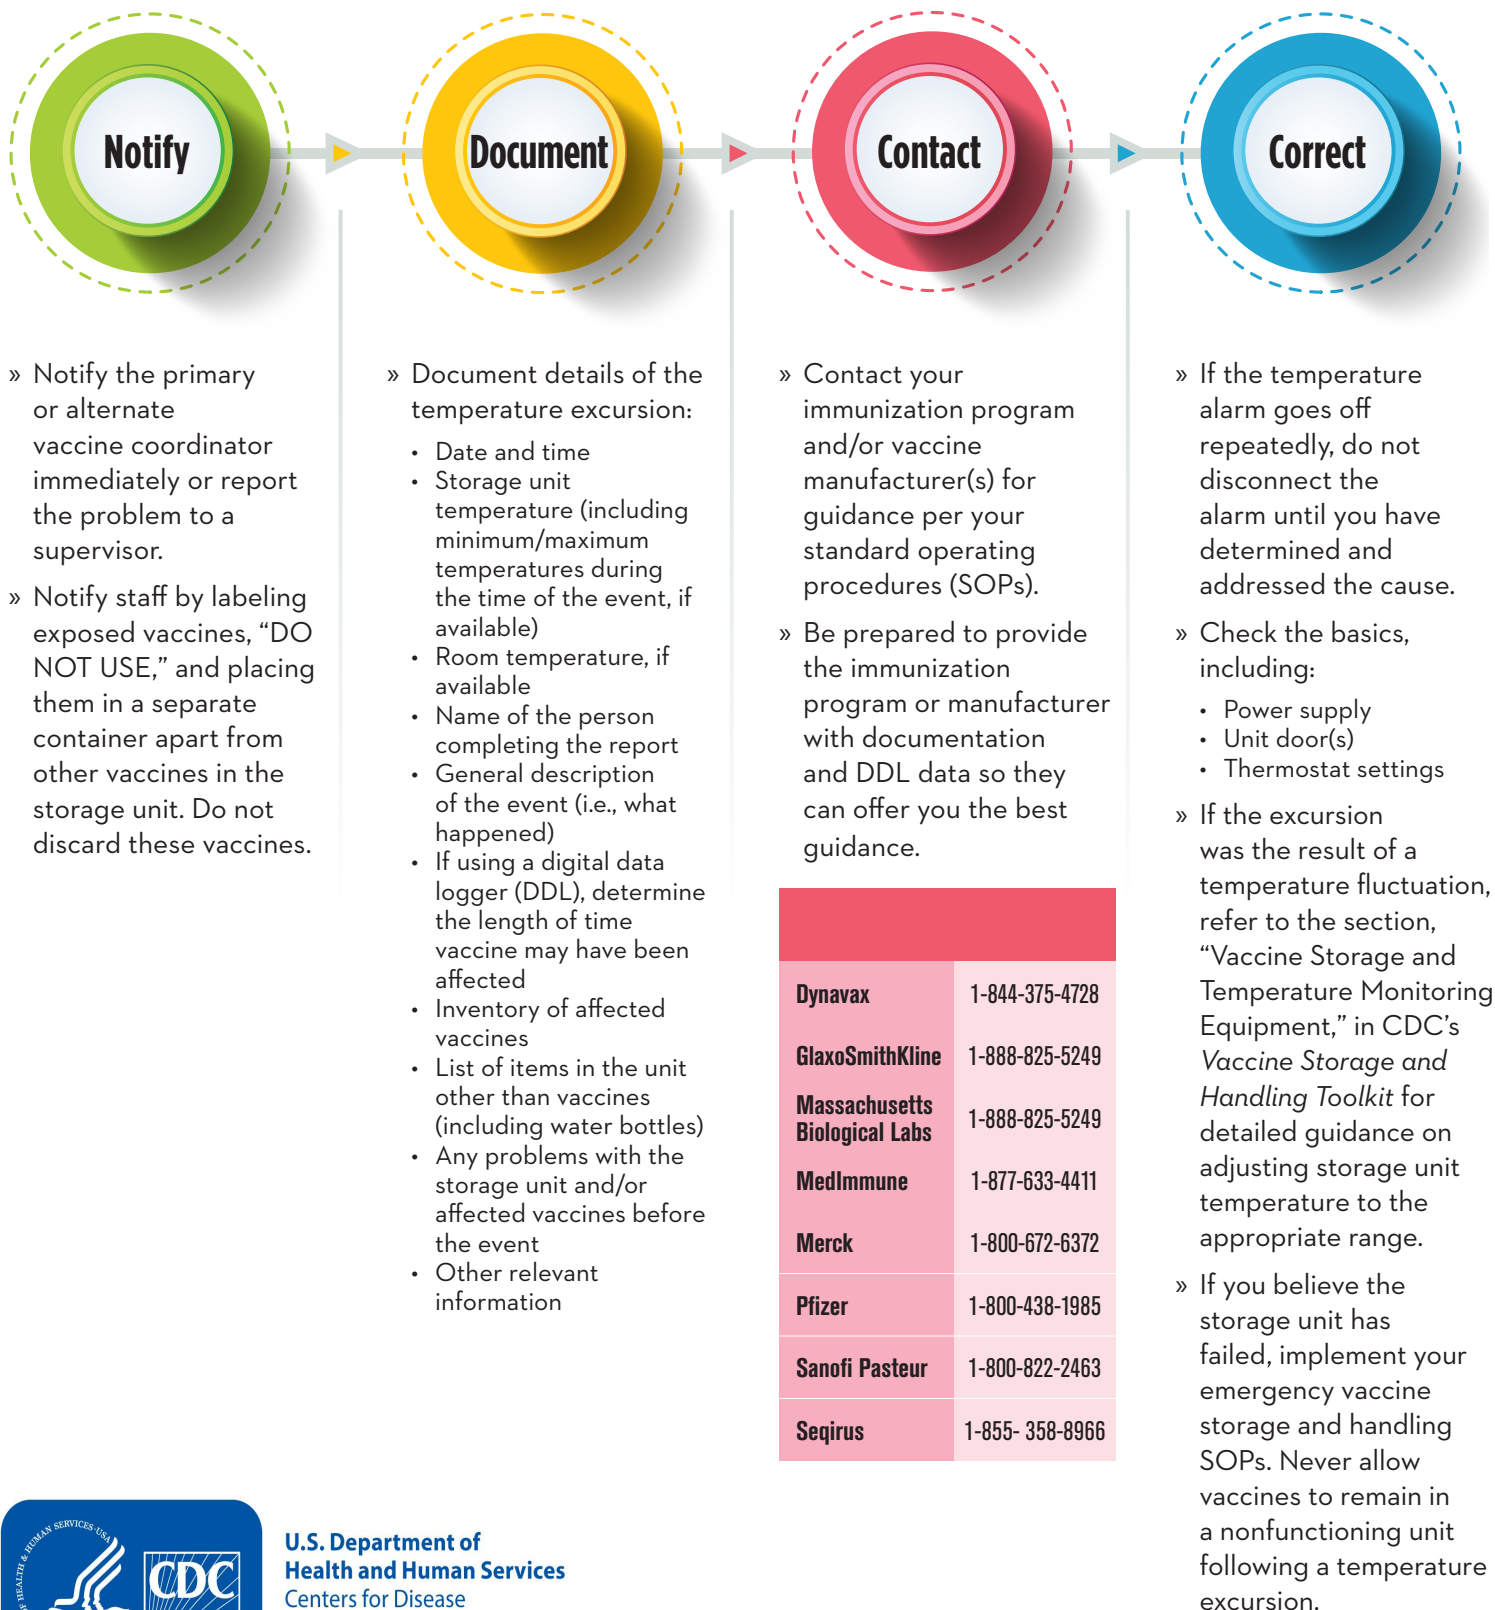 Notify
Document
Contact
Correct
» Notify the primary
or alternate
vaccine coordinator
immediately or report
the problem to a
supervisor.
» Notify staff by labeling
exposed vaccines, “DO
NOT USE,” and placing
them in a separate
container apart from
other vaccines in the
storage unit. Do not
discard these vaccines.
» Document details of the
temperature excursion:
• Date and time
• Storage unit
temperature (including
minimum/maximum
temperatures during
the time of the event, if
available)
• Room temperature, if
available
• Name of the person
completing the report
• General description
of the event (i.e., what
happened)
• If using a digital data
logger (DDL), determine
the length of time
vaccine may have been
affected
• Inventory of affected
vaccines
• List of items in the unit
other than vaccines
(including water bottles)
• Any problems with the
storage unit and/or
affected vaccines before
the event
• Other relevant
information
» Contact your
immunization program
and/or vaccine
manufacturer(s) for
guidance per your
standard operating
procedures (SOPs).
» Be prepared to provide
the immunization
program or manufacturer
with documentation
and DDL data so they
can offer you the best
guidance.
Dynavax 1-844-375-4728
GlaxoSmithKline 1-888-825-5249
Massachusetts
Biological Labs 1-888-825-5249
MedImmune 1-877-633-4411
Merck 1-800-672-6372
Pfizer 1-800-438-1985
Sanofi Pasteur 1-800-822-2463
Seqirus 1-855- 358-8966
» If the temperature
alarm goes off
repeatedly, do not
disconnect the
alarm until you have
determined and
addressed the cause.
» Check the basics,
including:
• Power supply
• Unit door(s)
• Thermostat settings
» If the excursion
was the result of a
temperature fluctuation,
refer to the section,
“Vaccine Storage and
Temperature Monitoring
Equipment,” in CDC’s
Vaccine Storage and
Handling Toolkit for
detailed guidance on
adjusting storage unit
temperature to the
appropriate range.
» If you believe the
storage unit has
failed, implement your
emergency vaccine
storage and handling
SOPs. Never allow
vaccines to remain in
a nonfunctioning unit
following a temperature
excursion.
OF HEALTH & HUMAN SERVICES·USA
CDC
U.S. Department of
Health and Human Services
Centers for Disease